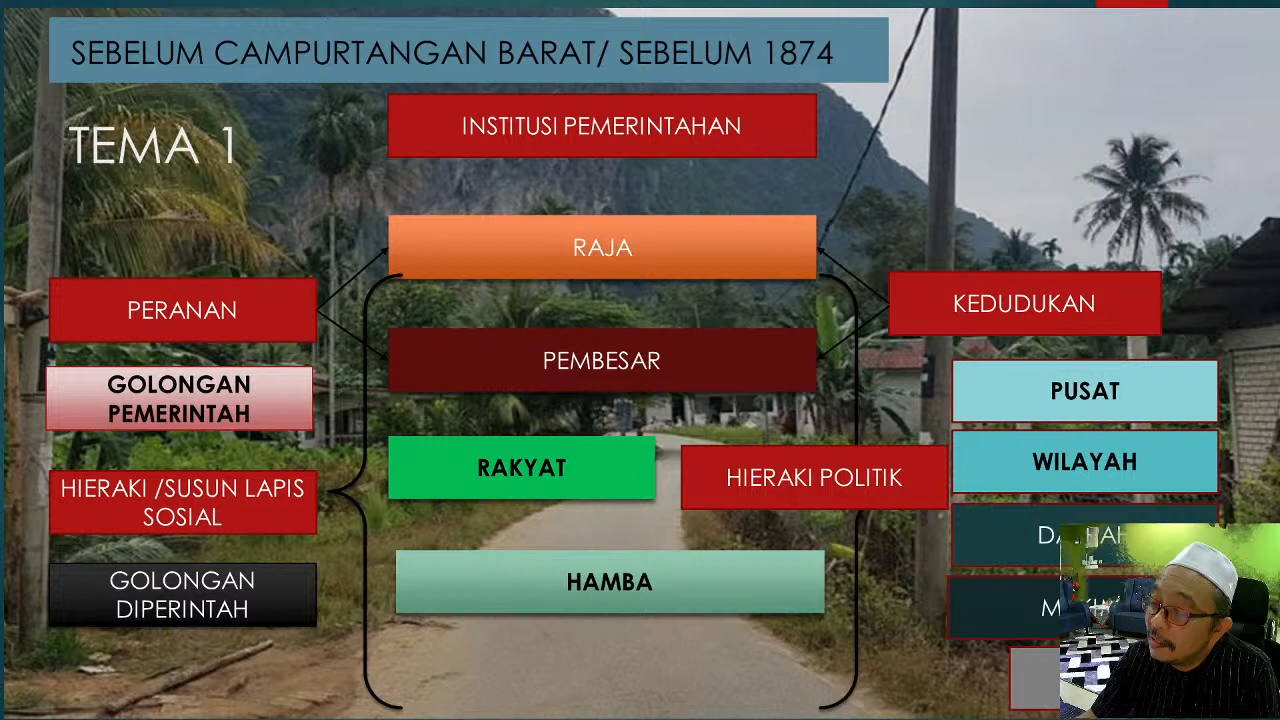 SEBELUM CAMPURTANGAN BARAT/ SEBELUM 1874
TEMA 1
INSTITUSI PEMERINTAHAN
RAJA
PERANAN
KEDUDUKAN
PEMBESAR
GOLONGAN
PEMERINTAH
PUSAT
RAKYAT
HIERAKI POLITIK
WILAYAH
HIERAKI /SUSUN LAPIS
SOSIAL
HAMBA
GOLONGAN
DIPERINTAH